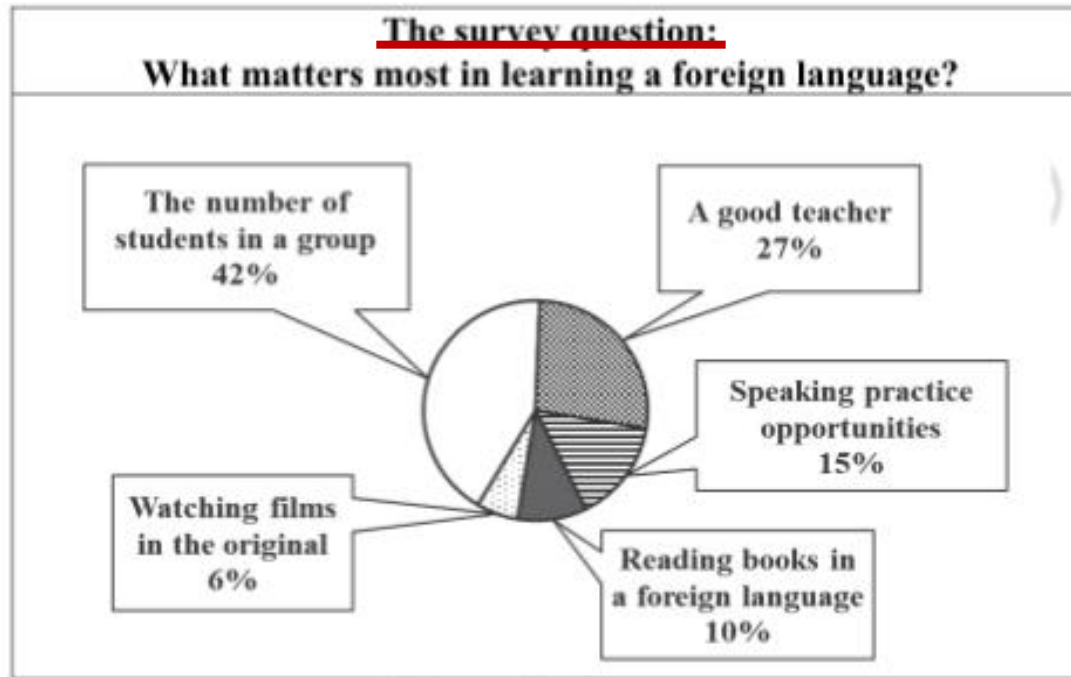 The survey question:
What matters most in learning a foreign language?
The number of
students in a group
42%
A good teacher
27%
Speaking practice
opportunities
15%
Watching films
in the original
6%
Reading books in
a foreign language
10%